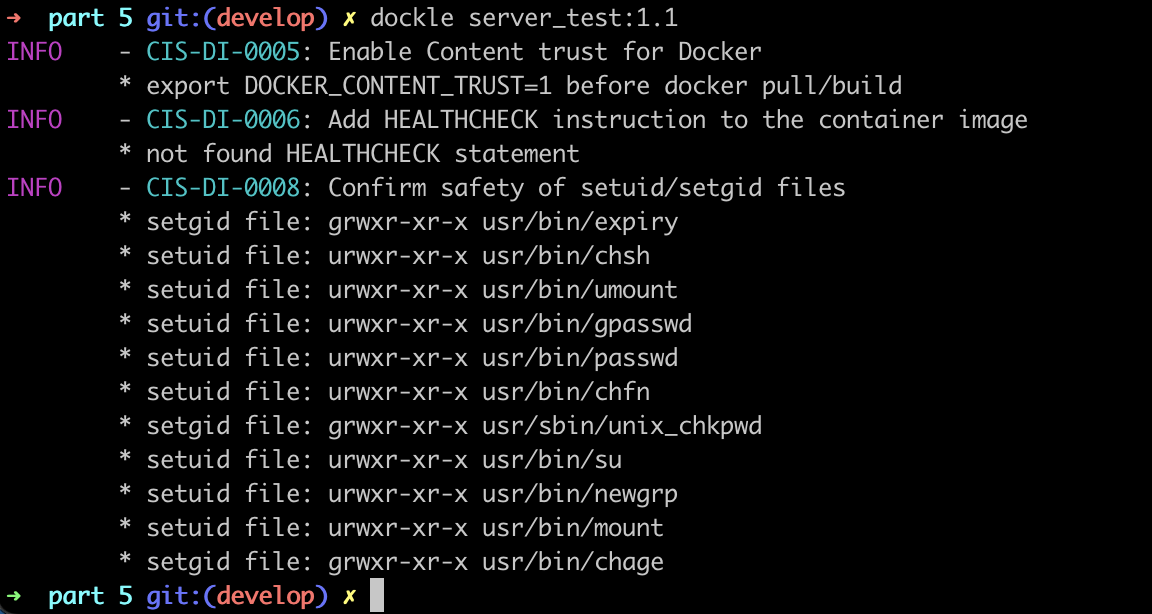 → part 5 git:(develop) ✗ dockle server_test:1.1
INFO - CIS-DI-0005: Enable Content trust for Docker
* export DOCKER_CONTENT_TRUST=1 before docker pull/build
INFO - CIS-DI-0006: Add HEALTHCHECK instruction to the container image
* not found HEALTHCHECK statement
INFO - CIS-DI-0008: Confirm safety of setuid/setgid files
* setgid file: grwxr-xr-x usr/bin/expiry
* setuid file: urwxr-xr-x usr/bin/chsh
* setuid file: urwxr-xr-x usr/bin/umount
* setuid file: urwxr-xr-x usr/bin/gpasswd
* setuid file: urwxr-xr-x usr/bin/passwd
* setuid file: urwxr-xr-x usr/bin/chfn
* setgid file: grwxr-xr-x usr/sbin/unix_chkpwd
* setuid file: urwxr-xr-x usr/bin/su
* setuid file: urwxr-xr-x usr/bin/newgrp
* setuid file: urwxr-xr-x usr/bin/mount
* setgid file: grwxr-xr-x usr/bin/chage
→ part 5 git:(develop) ✗